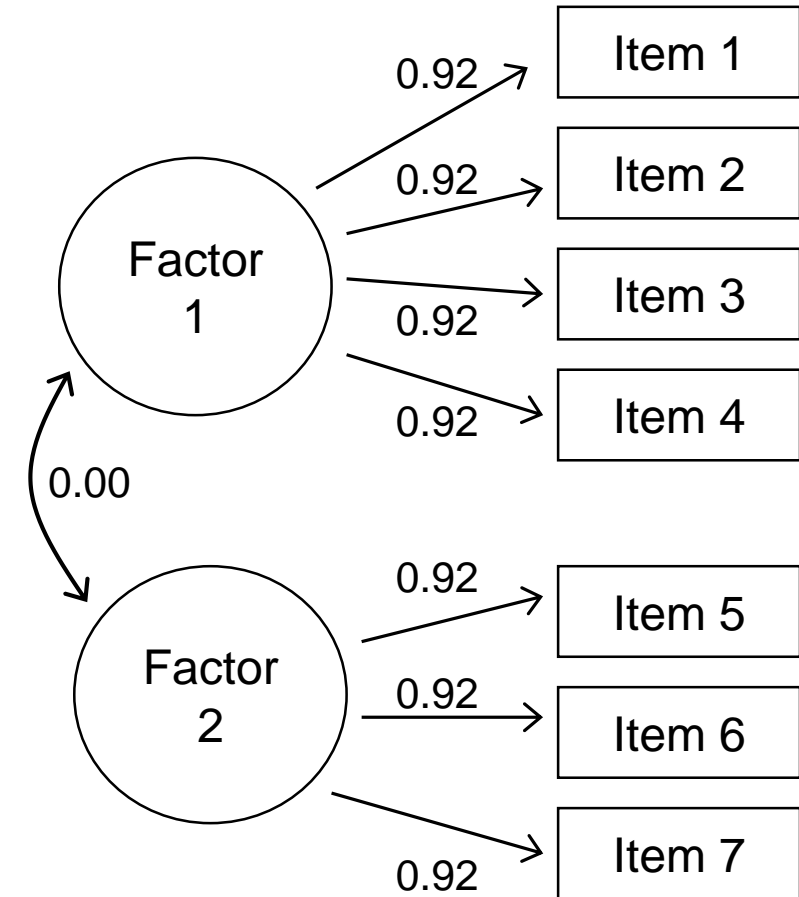 0.92
Item 1
0.92
Item 2
Factor
1
0.92
Item 3
0.92
Item 4
0.00
0.92
Item 5
Factor
2
0.92
Item 6
0.92
Item 7